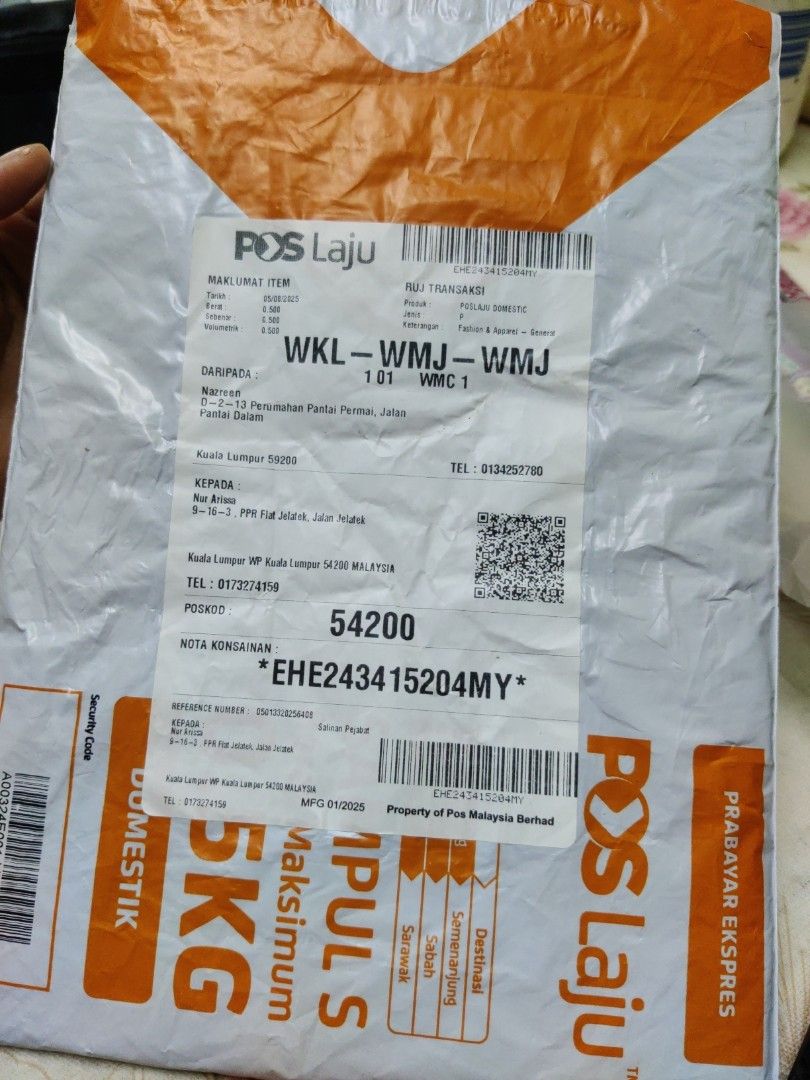 POS Laju
EHE243415204MY
MAKLUMAT ITEM
Tarikh : 05/08/2025
Berat : 0.500
Sebenar : 0.500
Volumetrik : 0.500
RUJ TRANSAKSI
Produk : POSLAJU DOMESTIC
Jenis P
Keterangan : Fashion & Apparel - General
WKL-WMJ-WMJ
1 01 WMC 1
DARIPADA :
Nazreen
D-2-13 Perumahan Pantai Permai, Jalan
Pantai Dalam
Kuala Lumpur 59200
TEL : 0134252780
KEPADA :
Nur Arissa
9-16-3 , PPR Flat Jelatek, Jalan Jelatek
Kuala Lumpur WP Kuala Lumpur 54200 MALAYSIA
TEL : 0173274159
POSKOD :
54200
NOTA KONSAINAN :
*EHE243415204MY*
REFERENCE NUMBER : 05013328256408
KEPADA :
Salinan Pejabat
Nur Arissa
9-16-3 , PPR Flat Jelatek, Jalan Jelatek
Kuala Lumpur WP Kuala Lumpur 54200 MALAYSIA
TEL : 0173274159
EHE243415204MY
MFG 01/2025
Property of Pos Malaysia Berhad
Security Code
DOMESTIK
5KG
Maksimum
MPUL S
Destinasi
Semenanjung
Sabah
Sarawak
POS Laju
PRABAYAR EKSPRES